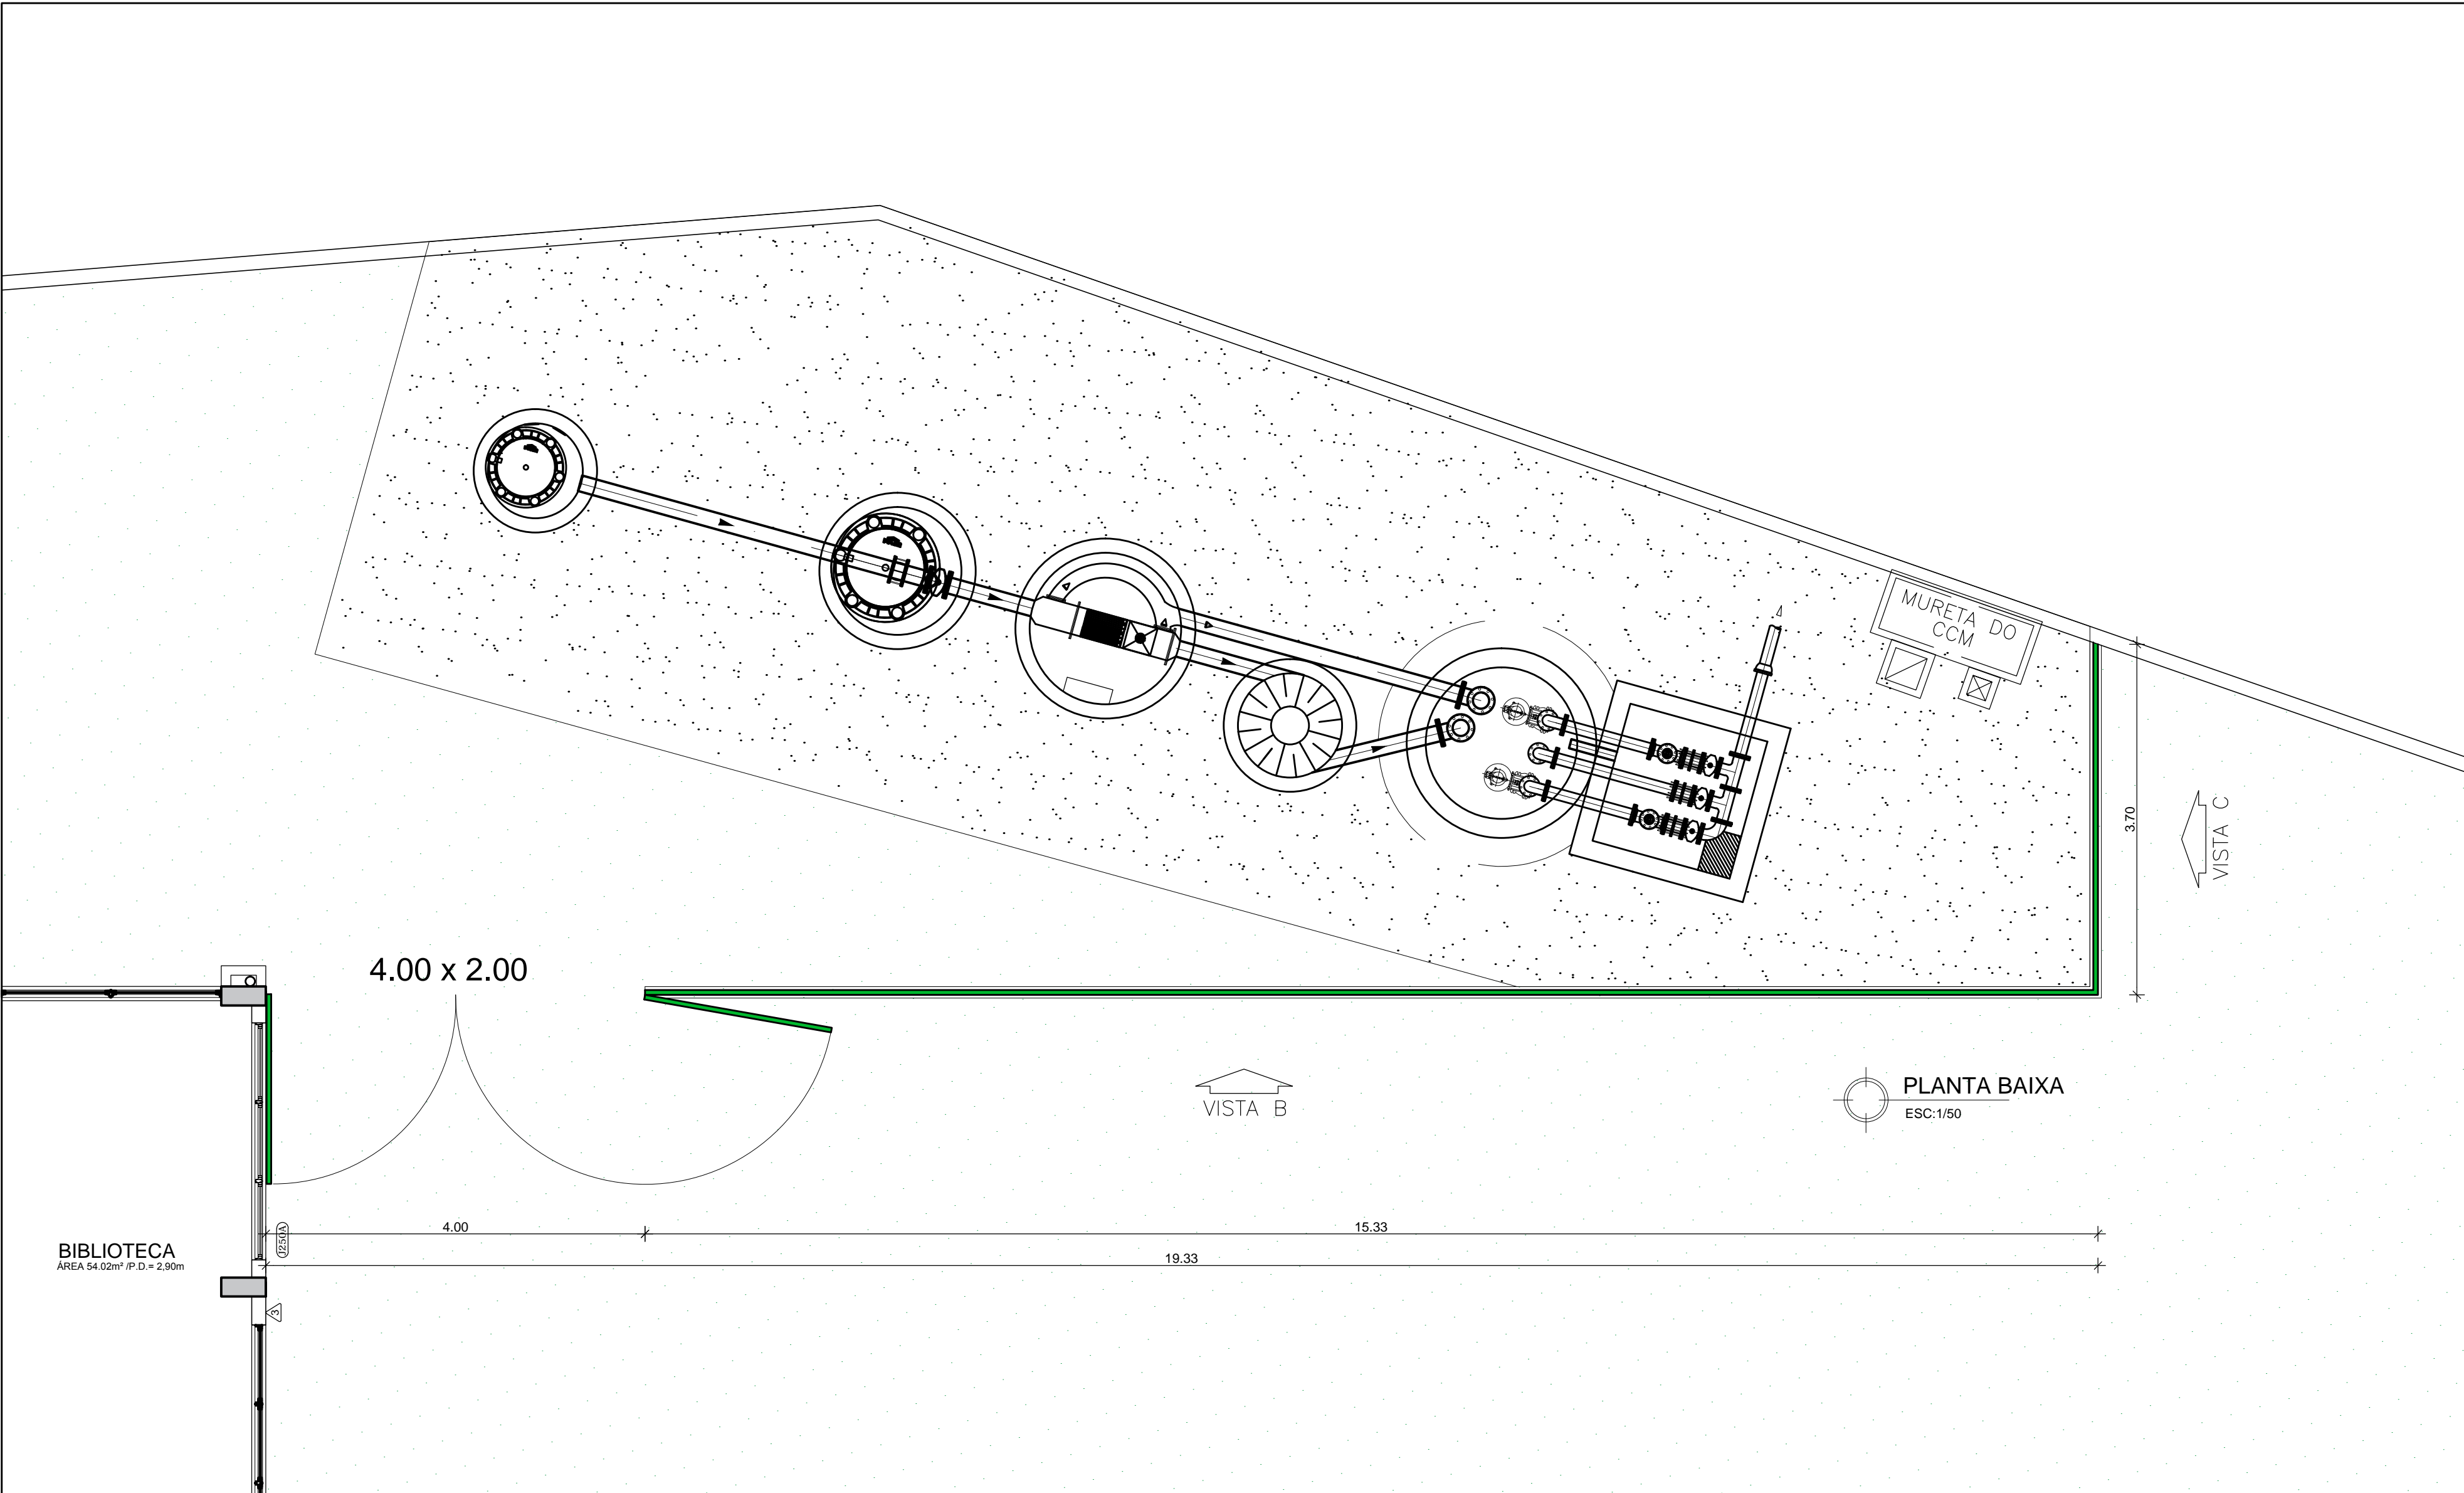 MURETA DO
CCM
3.70
VISTA C
4.00 x 2.00
VISTA B
PLANTA BAIXA
ESC:1/50
J250A
4.00
15.33
19.33
BIBLIOTECA
ÁREA 54.02m² /P.D.= 2,90m
3